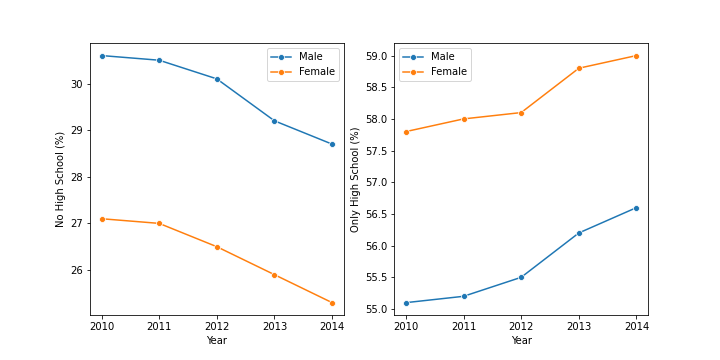 No High School (%)
30
29
28
27
26
Male
Female
2010 2011 2012 2013 2014
Year
Only High School (%)
59.0
58.5
58.0
57.5
57.0
56.5
56.0
55.5
55.0
Male
Female
2010 2011 2012 2013 2014
Year